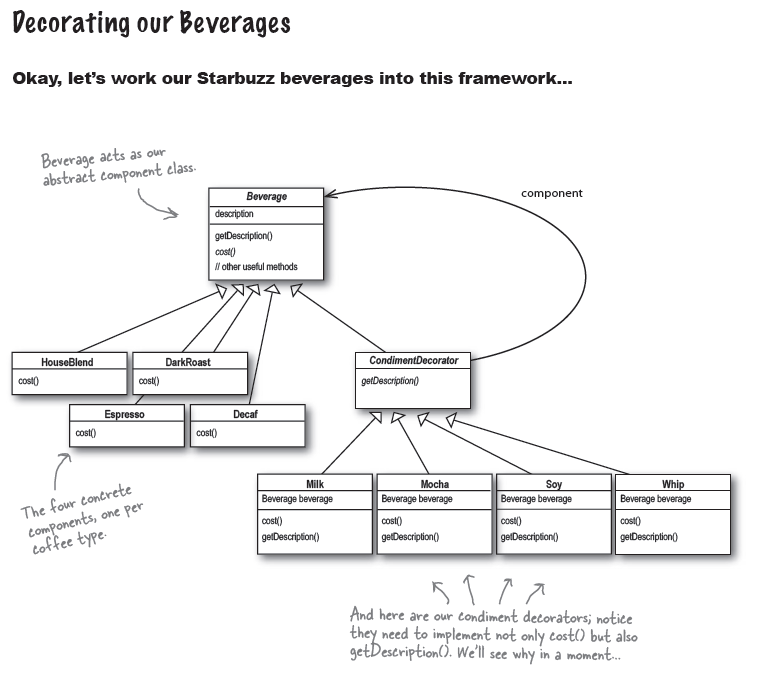 Decorating our Beverages
Okay, let's work our Starbuzz beverages into this framework...
Beverage acts as our
abstract component class.
component
Beverage
description
getDescription()
cost()
// other useful methods
HouseBlend
cost()
DarkRoast
cost()
CondimentDecorator
getDescription()
Espresso
cost()
Decaf
cost()
The four concrete
components, one per
coffee type.
Milk
Beverage beverage
cost()
getDescription()
Mocha
Beverage beverage
cost()
getDescription()
Soy
Beverage beverage
cost()
getDescription()
Whip
Beverage beverage
cost()
getDescription()
And here are our condiment decorators; notice
they need to implement not only cost() but also
getDescription(). We'll see why in a moment...